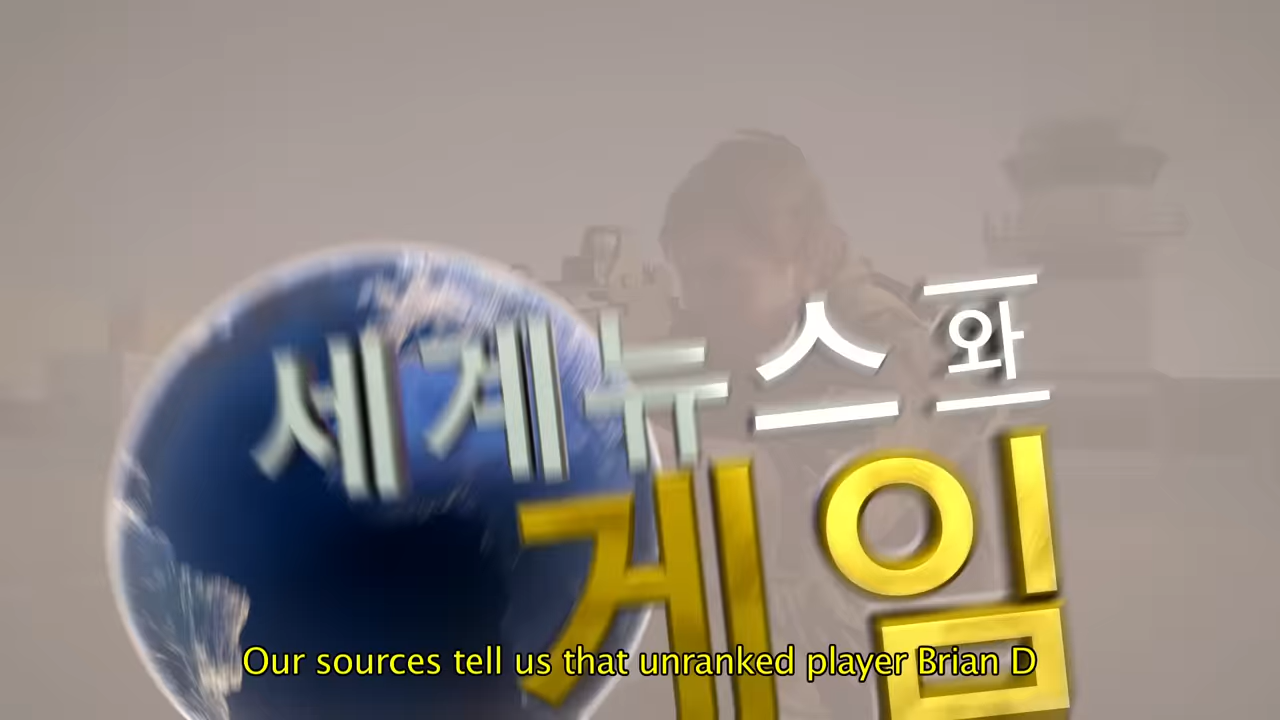 세계뉴스와
게임
Our sources tell us that unranked player Brian D